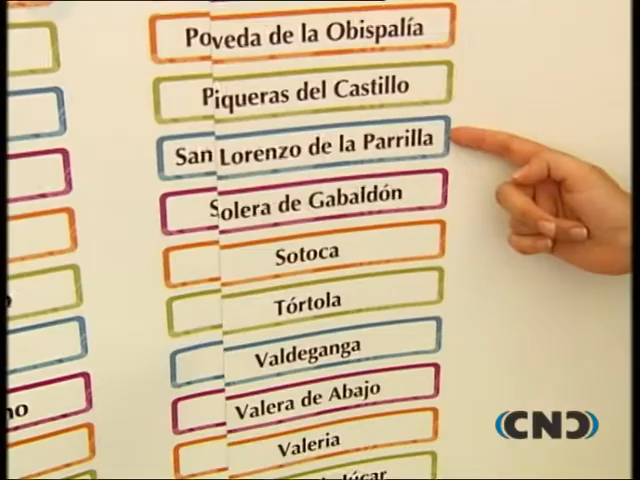 Poveda de la Obispalía
Piqueras del Castillo
San Lorenzo de la Parrilla
Solera de Gabaldón
Sotoca
Tórtola
Valdeganga
Valera de Abajo
Valeria
CNC